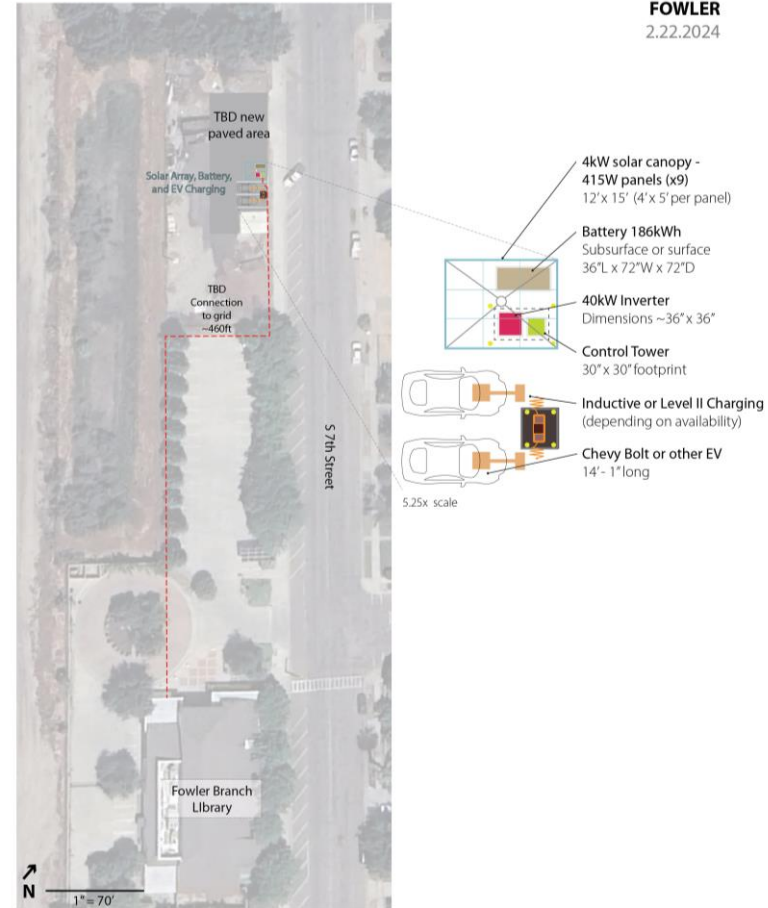 FOWLER
2.22.2024
TBD new
paved area
Solar Array, Battery,
and EV Charging
TBD
Connection
to grid
~460ft
S 7th Street
Fowler Branch
LIbrary
N
1" = 70'
4kW solar canopy -
415W panels (x9)
12' x 15' (4' x 5' per panel)
Battery 186kWh
Subsurface or surface
36"L x 72"W x 72"D
40kW Inverter
Dimensions ~36" x 36"
Control Tower
30" x 30" footprint
Inductive or Level II Charging
(depending on availability)
Chevy Bolt or other EV
14' - 1" long
5.25x scale